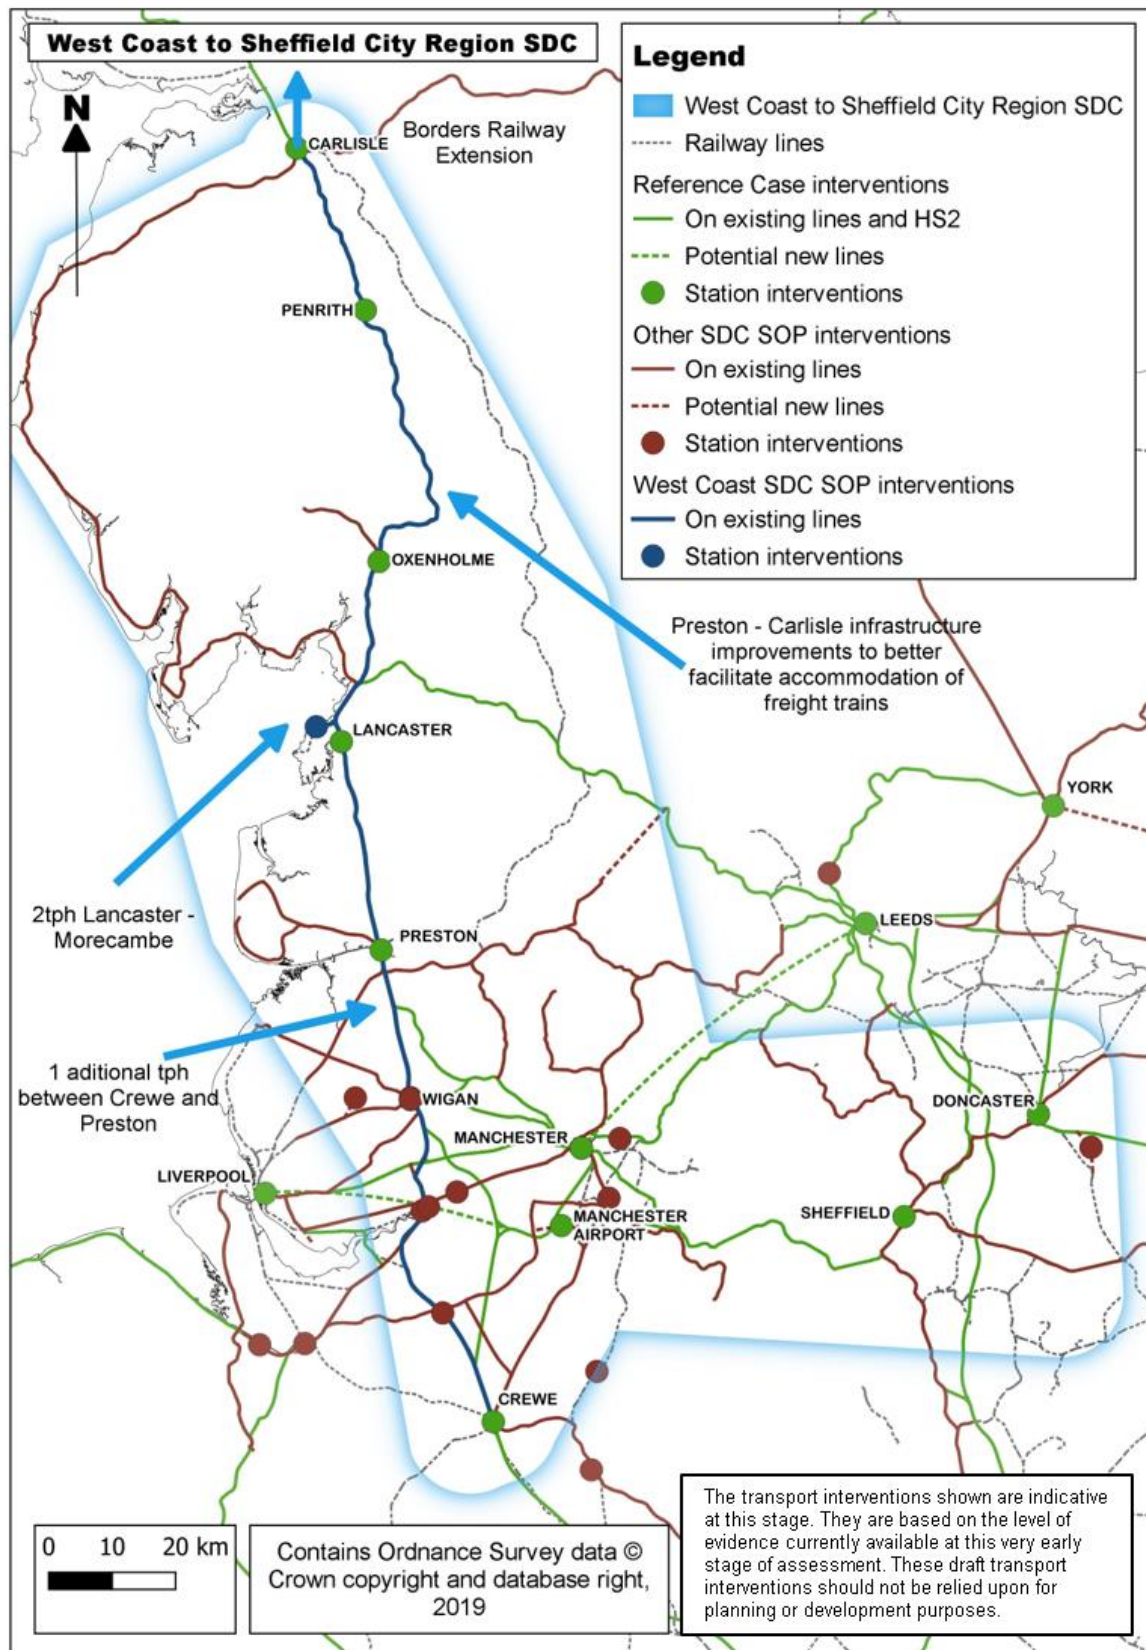 West Coast to Sheffield City Region SDC
N
CARLISLE
Borders Railway
Extension
Legend
West Coast to Sheffield City Region SDC
Railway lines
Reference Case interventions
On existing lines and HS2
Potential new lines
Station interventions
Other SDC SOP interventions
On existing lines
Potential new lines
Station interventions
West Coast SDC SOP interventions
On existing lines
Station interventions
PENRITH
OXENHOLME
Preston - Carlisle infrastructure
improvements to better
facilitate accommodation of
freight trains
LANCASTER
YORK
2tph Lancaster -
Morecambe
PRESTON
LEEDS
1 aditional tph
between Crewe and
Preston
WIGAN
DONCASTER
MANCHESTER
LIVERPOOL
MANCHESTER
AIRPORT
SHEFFIELD
CREWE
0 10 20 km
Contains Ordnance Survey data ©
Crown copyright and database right,
2019
The transport interventions shown are indicative
at this stage. They are based on the level of
evidence currently available at this very early
stage of assessment. These draft transport
interventions should not be relied upon for
planning or development purposes.